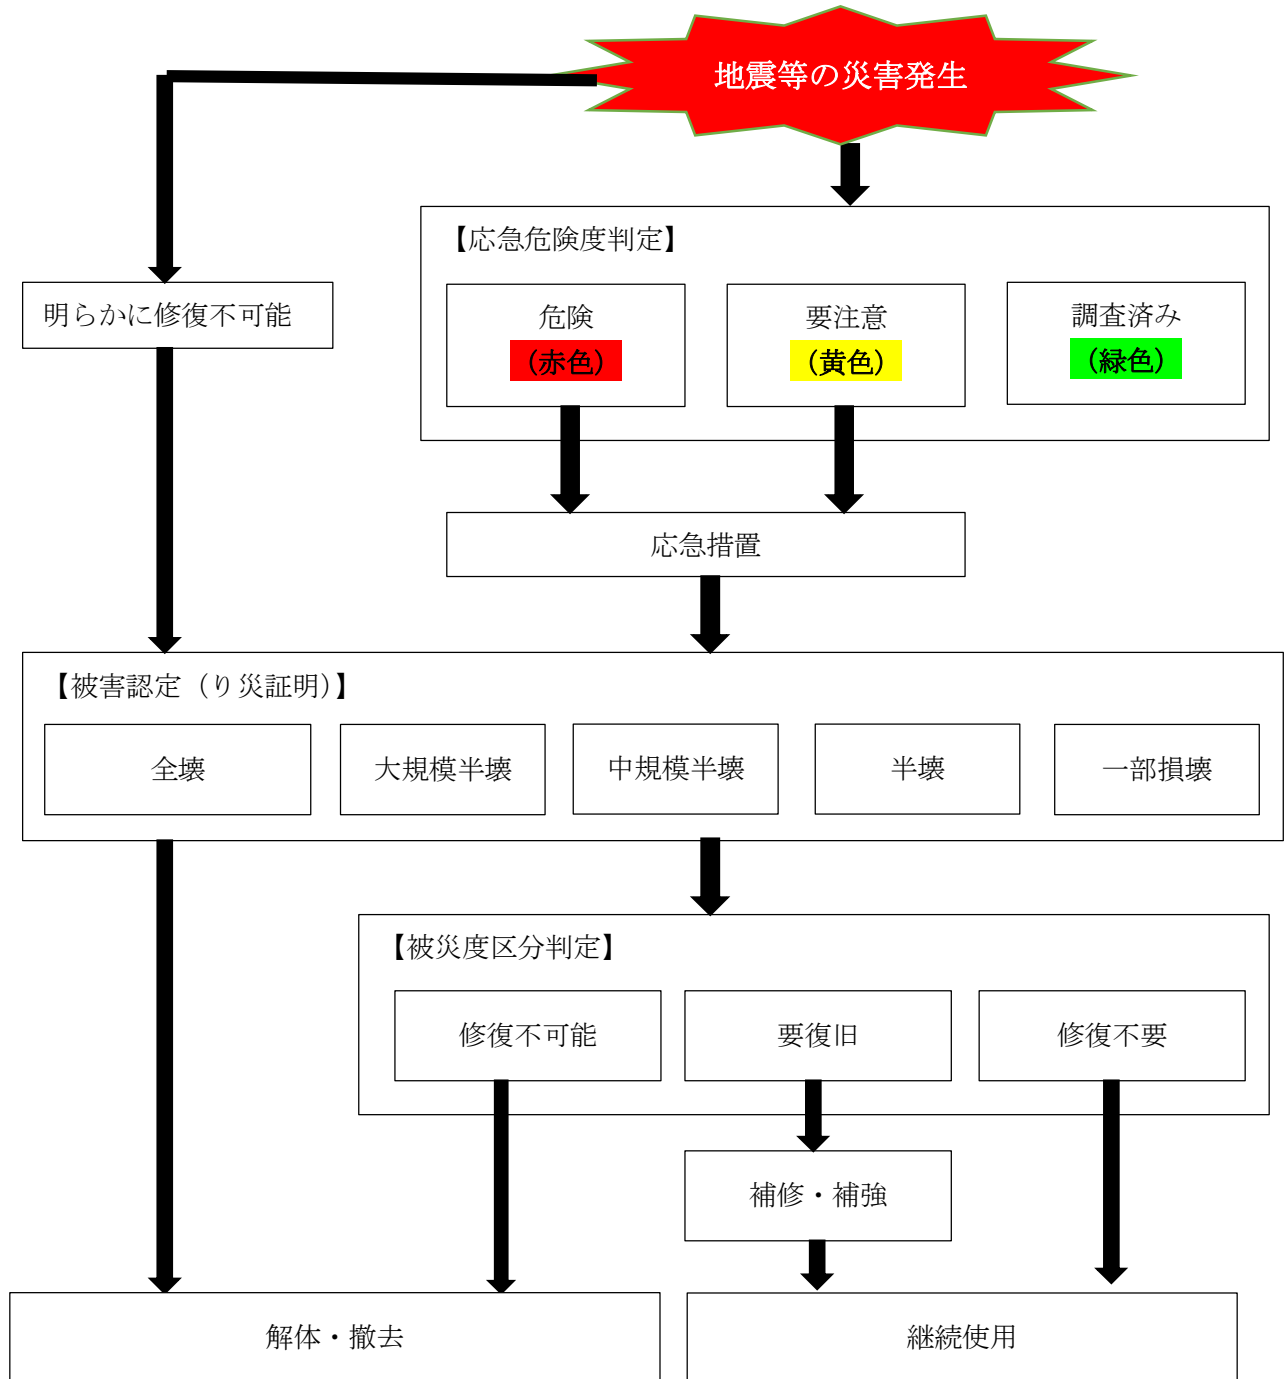 地震等の災害発生
【応急危険度判定】
明らかに修復不可能
危険
（赤色）
要注意
（黄色）
調査済み
（緑色）
応急措置
【被害認定（り災証明）】
全壊
大規模半壊
中規模半壊
半壊
一部損壊
【被災度区分判定】
修復不可能
要復旧
修復不要
補修・補強
解体・撤去
継続使用